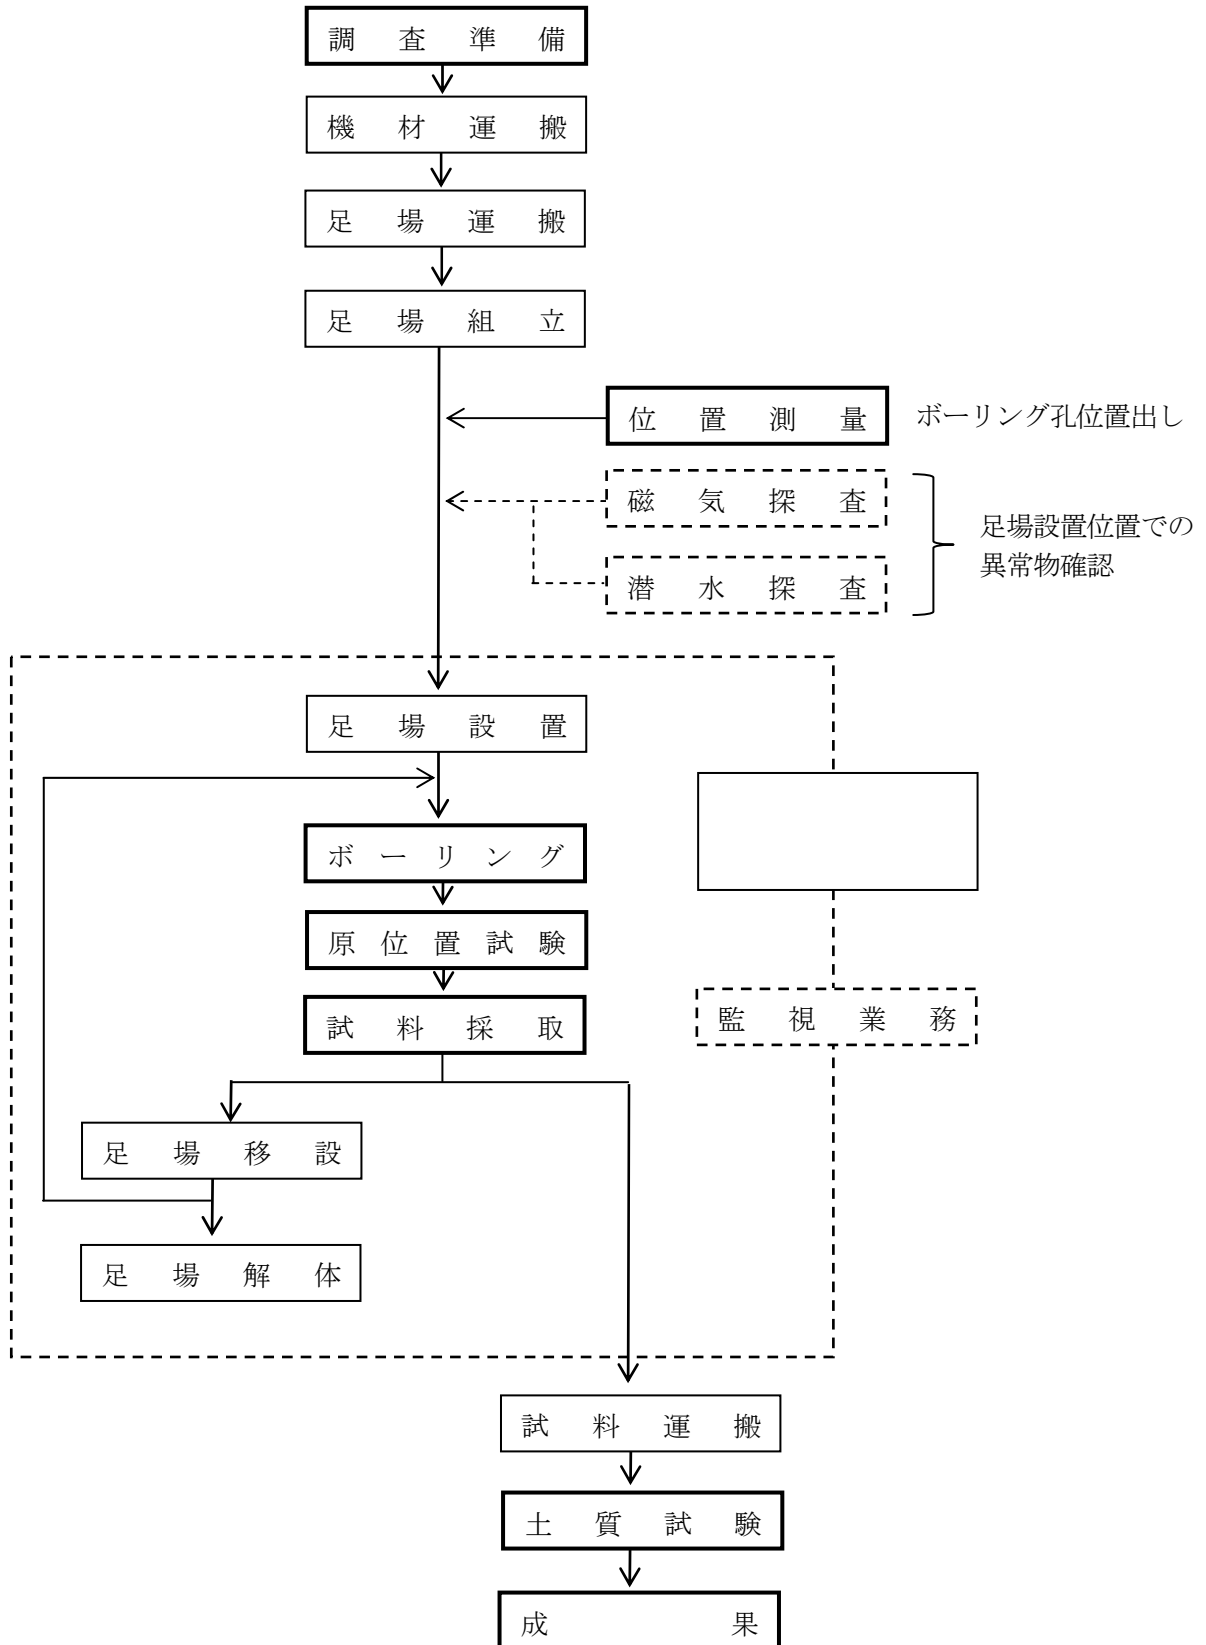 調査準備
機材運搬
足場運搬
足場組立
位置測量
ボーリング孔位置出し
磁気探査
潜水探査
足場設置位置での
異常物確認
足場設置
ボーリング
原位置試験
試料採取
監視業務
足場移設
足場解体
試料運搬
土質試験
成果